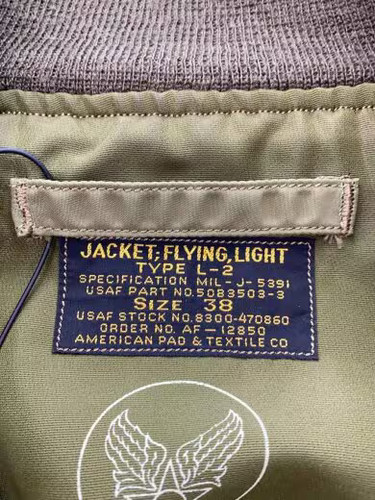 JACKET, FLYING, LIGHT
TYPE L-2
SPECIFICATION MIL-J-5391
USAF PART NO. 50B3503-3
SIZE 38
USAF STOCK NO. 8300-470860
ORDER NO. AF-12850
AMERICAN PAD & TEXTILE CO